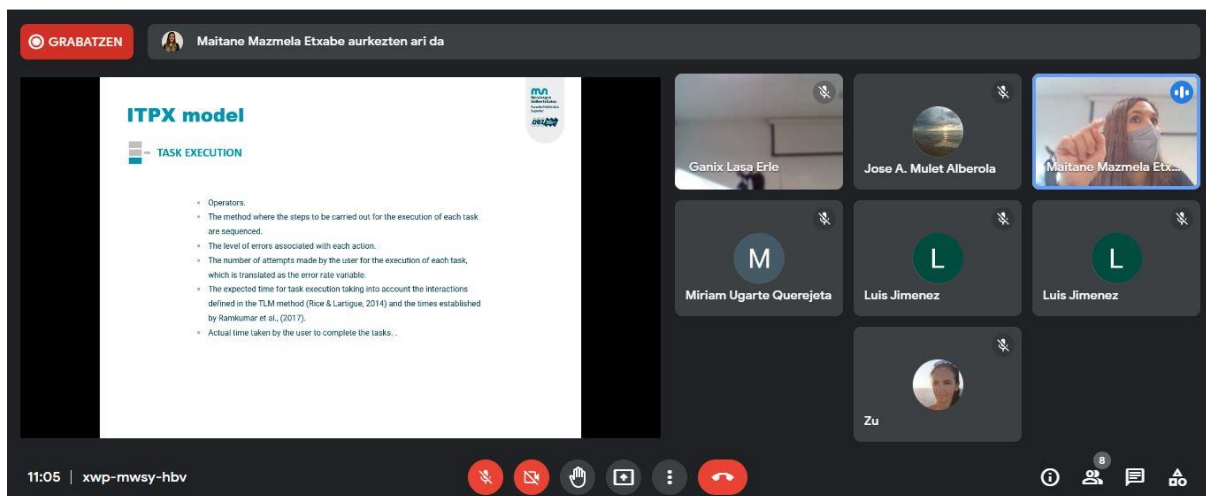 GRABATZEN
Maitane Mazmela Etxabe aurkezten ari da
ITPX model
TASK EXECUTION
Operators.
The method where the steps to be carried out for the execution of each task
are sequenced.
The level of errors associated with each action.
The number of attempts made by the user for the execution of each task,
which is translated as the error rate variable.
The expected time for task execution taking into account the interactions
defined in the TLM method (Rice & Lartigue, 2014) and the times established
by Ramkumar et al., (2017).
Actual time taken by the user to complete the tasks. .
Ganix Lasa Erle
Jose A. Mulet Alberola
Maitane Mazmela Etx...
M
Miriam Ugarte Querejeta
L
Luis Jimenez
L
Luis Jimenez
Zu
11:05 | xwp-mwsy-hbv
8